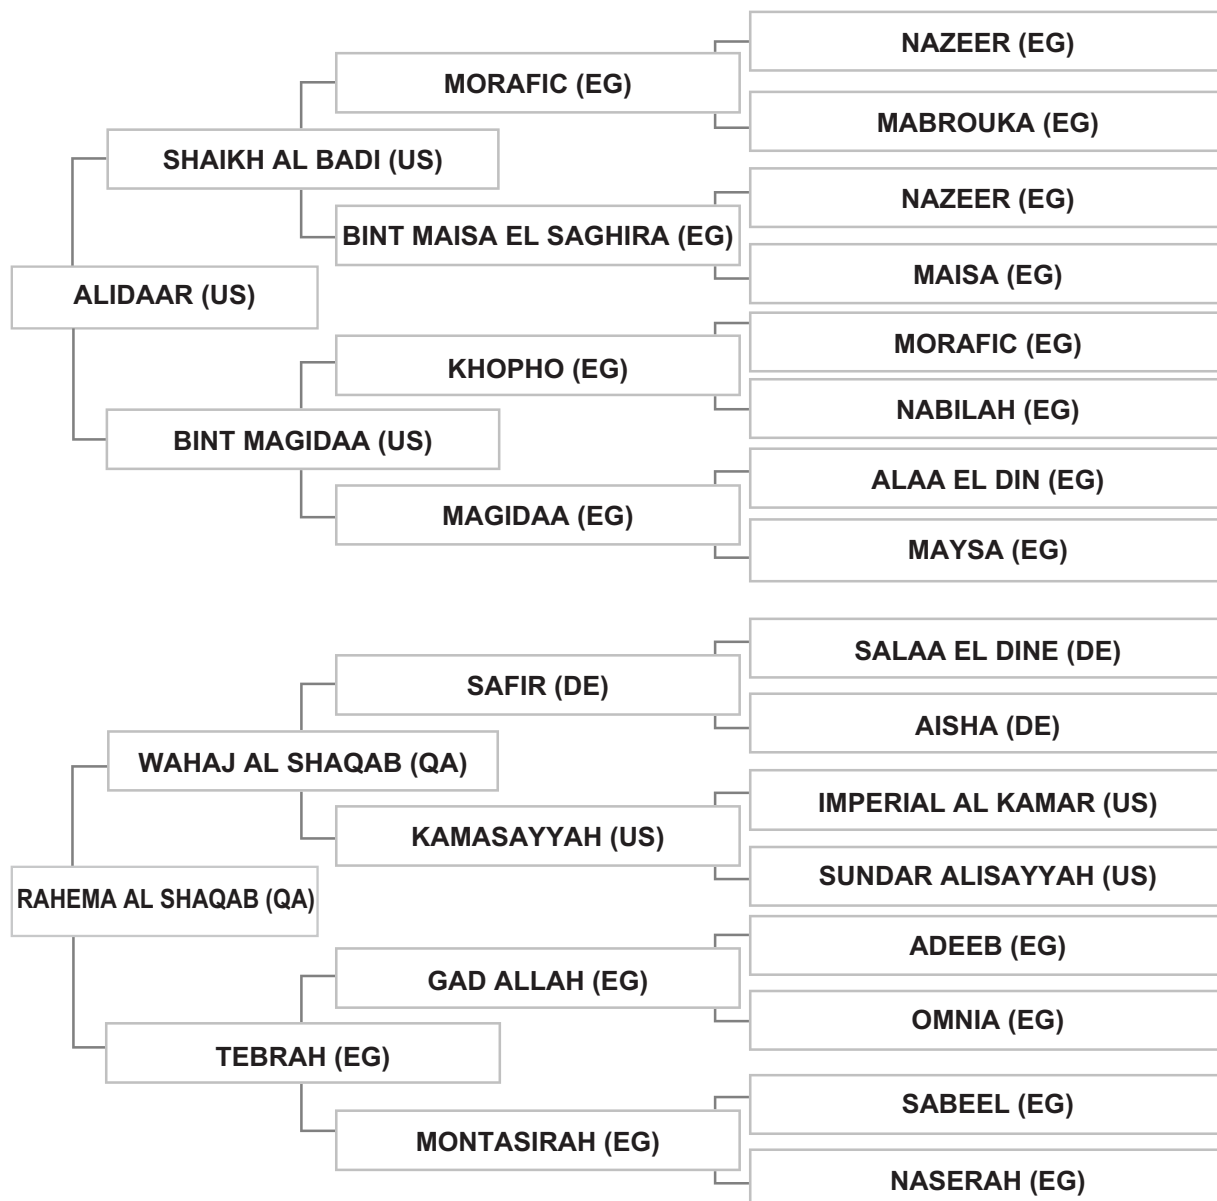 NAZEER (EG)
MORAFIC (EG)
MABROUKA (EG)
SHAIKH AL BADI (US)
NAZEER (EG)
BINT MAISA EL SAGHIRA (EG)
MAISA (EG)
ALIDAAR (US)
MORAFIC (EG)
KHOPHO (EG)
NABILAH (EG)
BINT MAGIDAA (US)
ALAA EL DIN (EG)
MAGIDAA (EG)
MAYSA (EG)
SALAA EL DINE (DE)
SAFIR (DE)
AISHA (DE)
WAHAJ AL SHAQAB (QA)
IMPERIAL AL KAMAR (US)
KAMASAYYAH (US)
SUNDAR ALISAYYAH (US)
RAHEMA AL SHAQAB (QA)
ADEEB (EG)
GAD ALLAH (EG)
OMNIA (EG)
TEBRAH (EG)
SABEEL (EG)
MONTASIRAH (EG)
NASERAH (EG)